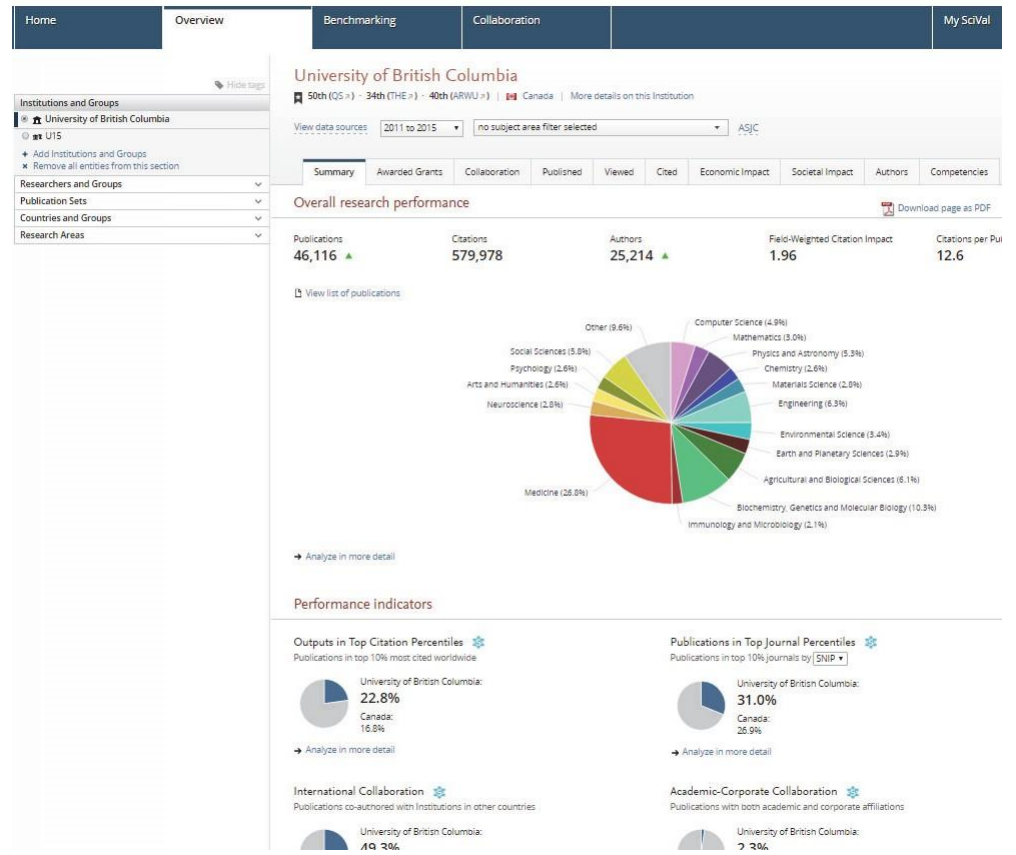 Home
Overview
Benchmarking
Collaboration
My SciVal
Hide tags
Institutions and Groups
University of British Columbia
U15
+ Add Institutions and Groups
× Remove all entities from this section
Researchers and Groups
Publication Sets
Countries and Groups
Research Areas
University of British Columbia
50th (QS) - 34th (THE) - 40th (ARWU) | Canada | More details on this Institution
View data sources 2011 to 2015 no subject area filter selected ASJC
Summary Awarded Grants Collaboration Published Viewed Cited Economic Impact Societal Impact Authors Competencies
Overall research performance
Download page as PDF
Publications Citations Authors Field-Weighted Citation Impact Citations per Pu
46,116 579,978 25,214 1.96 12.6
View list of publications
Other (9.6%)
Computer Science (4.9%)
Mathematics (3.0%)
Social Sciences (5.8%)
Physics and Astronomy (5.3%)
Psychology (2.6%)
Chemistry (2.6%)
Arts and Humanities (2.6%)
Materials Science (2.8%)
Neuroscience (2.8%)
Engineering (6.3%)
Environmental Science (3.4%)
Earth and Planetary Sciences (2.9%)
Agricultural and Biological Sciences (6.1%)
Medicine (26.8%)
Biochemistry, Genetics and Molecular Biology (10.3%)
Immunology and Microbiology (2.1%)
→ Analyze in more detail
Performance indicators
Outputs in Top Citation Percentiles
Publications in top 10% most cited worldwide
University of British Columbia:
22.8%
Canada:
16.8%
→ Analyze in more detail
Publications in Top Journal Percentiles
Publications in top 10% journals by SNIP
University of British Columbia:
31.0%
Canada:
26.9%
→ Analyze in more detail
International Collaboration
Publications co-authored with Institutions in other countries
University of British Columbia:
49.3%
Academic-Corporate Collaboration
Publications with both academic and corporate affiliations
University of British Columbia:
2.3%